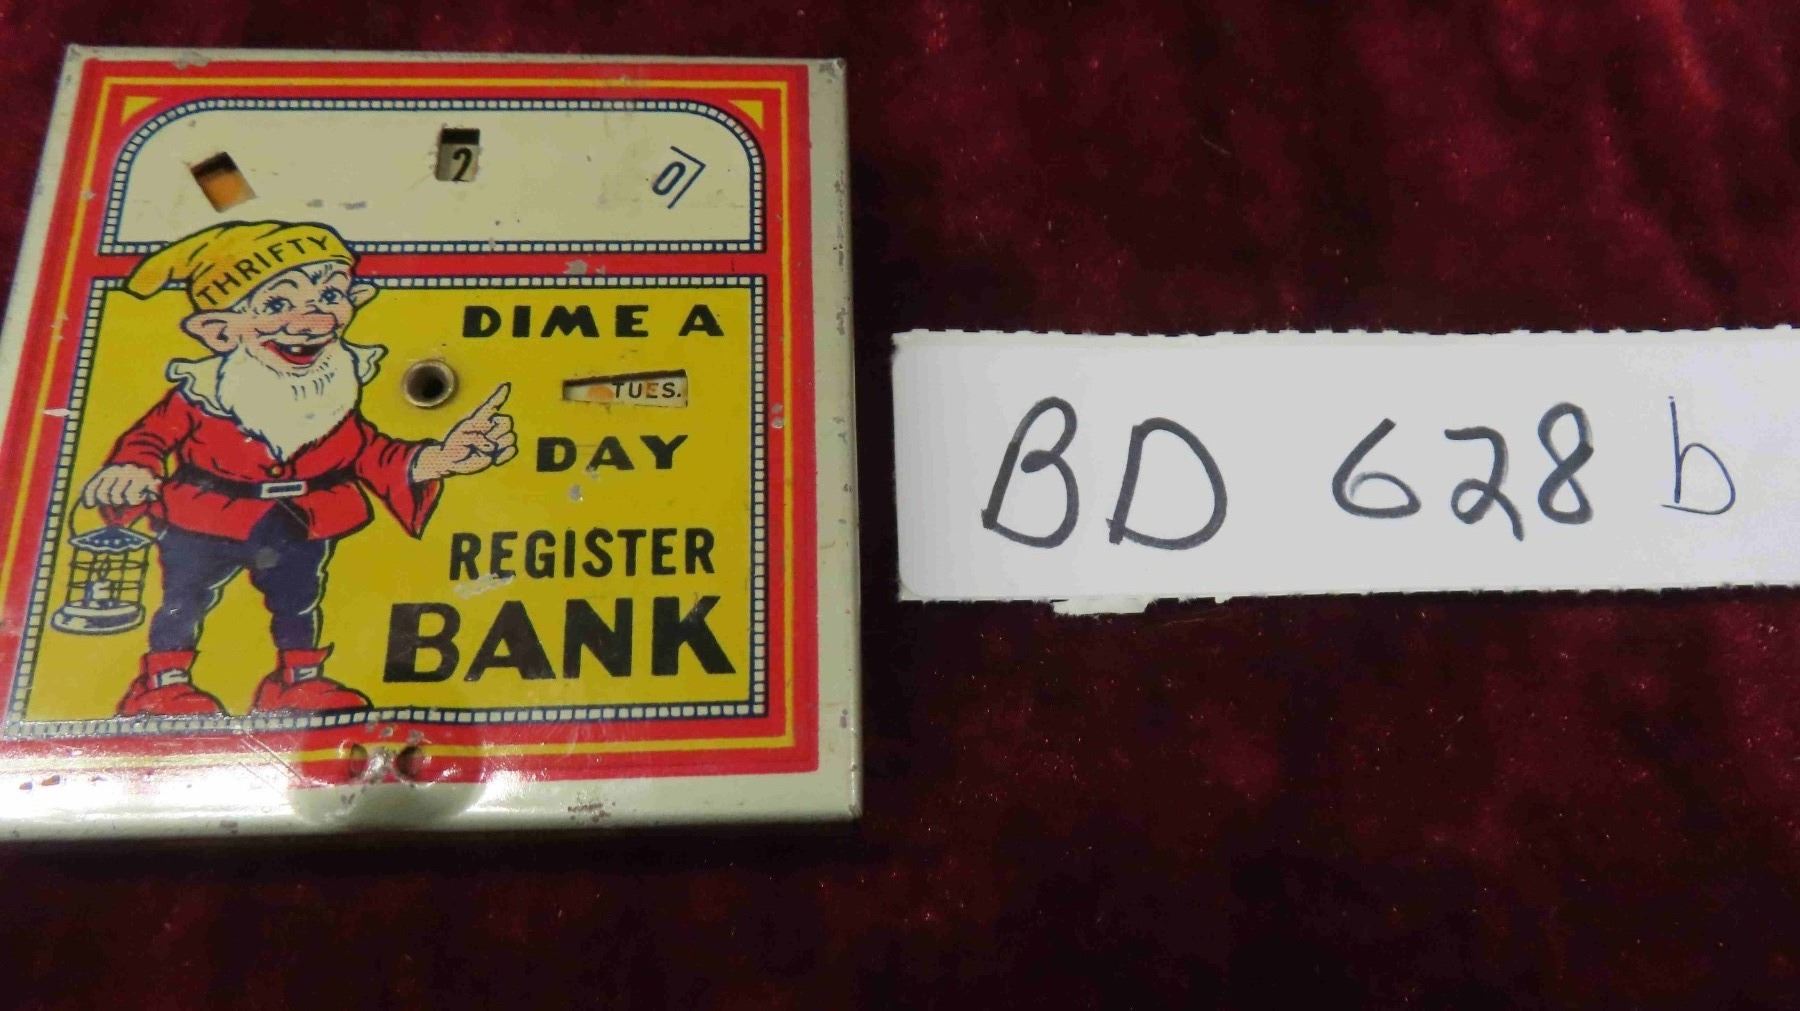 2 0
THRIFTY
DIME A
TUES.
DAY
REGISTER
BANK
BD 628 b